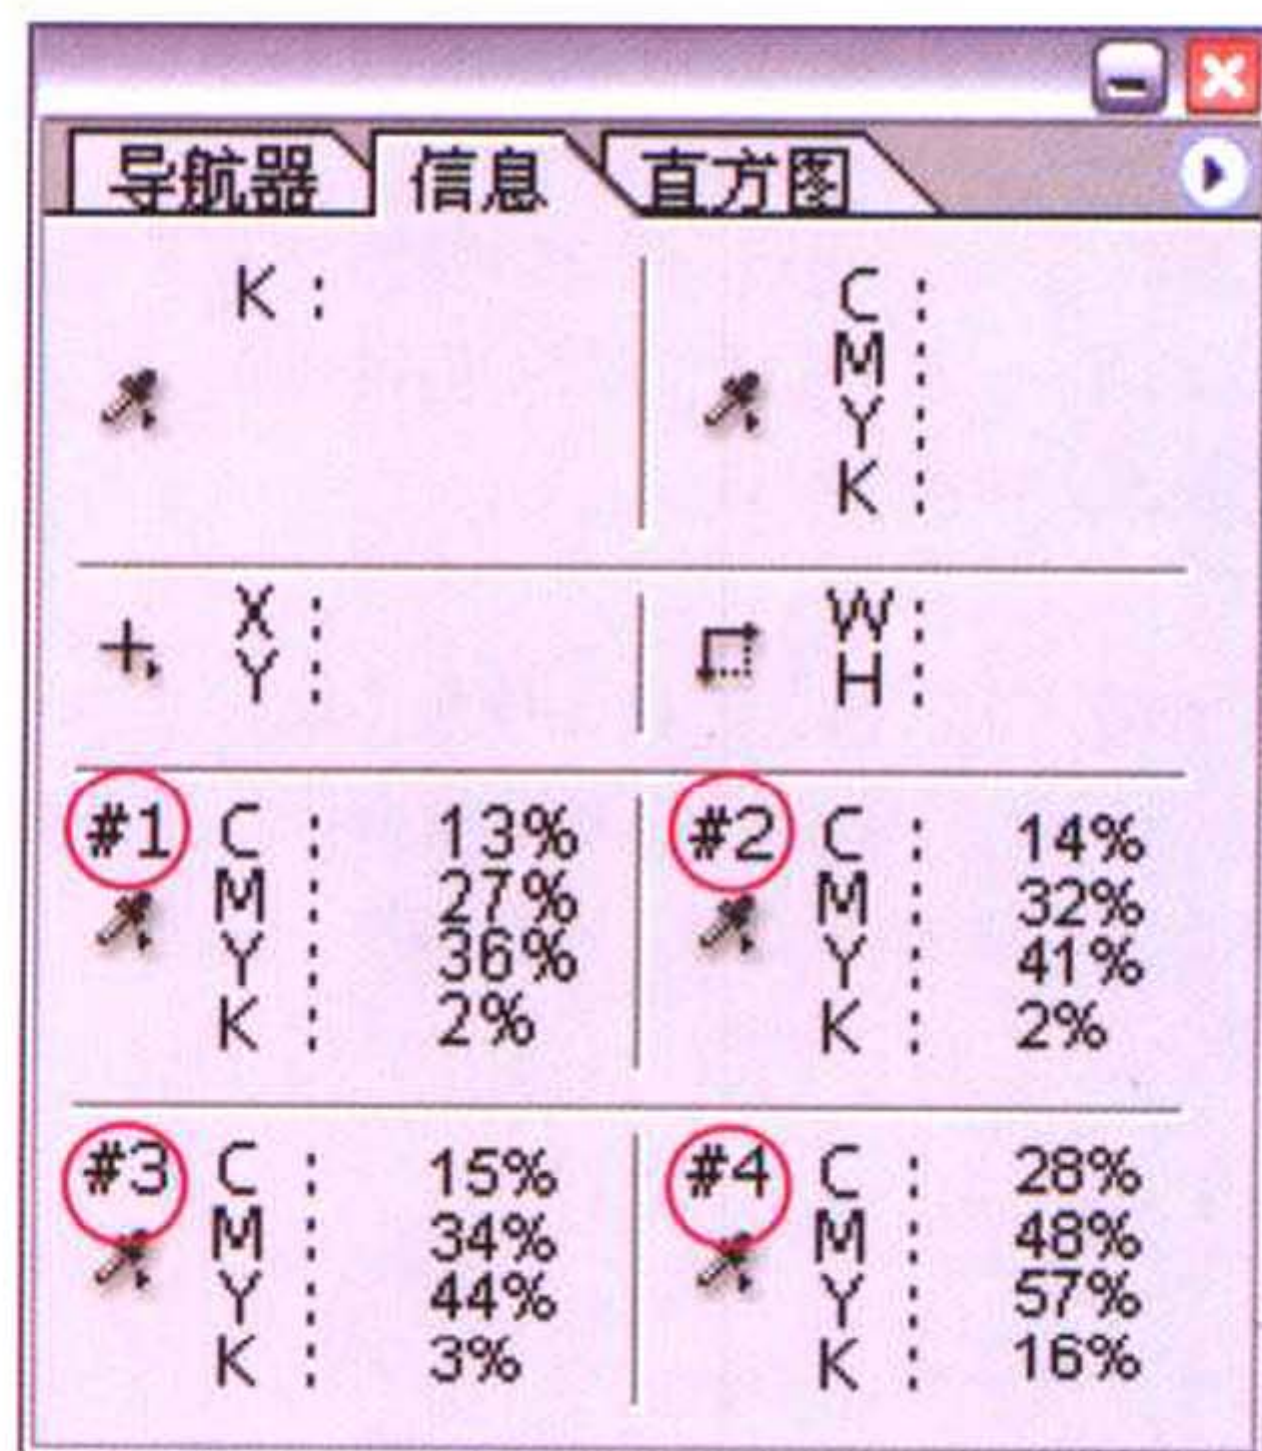 导航器 信息 直方图
K :
C :
M :
Y :
K :
X :
Y :
W :
H :
#1 C : 13%
M : 27%
Y : 36%
K : 2%
#2 C : 14%
M : 32%
Y : 41%
K : 2%
#3 C : 15%
M : 34%
Y : 44%
K : 3%
#4 C : 28%
M : 48%
Y : 57%
K : 16%